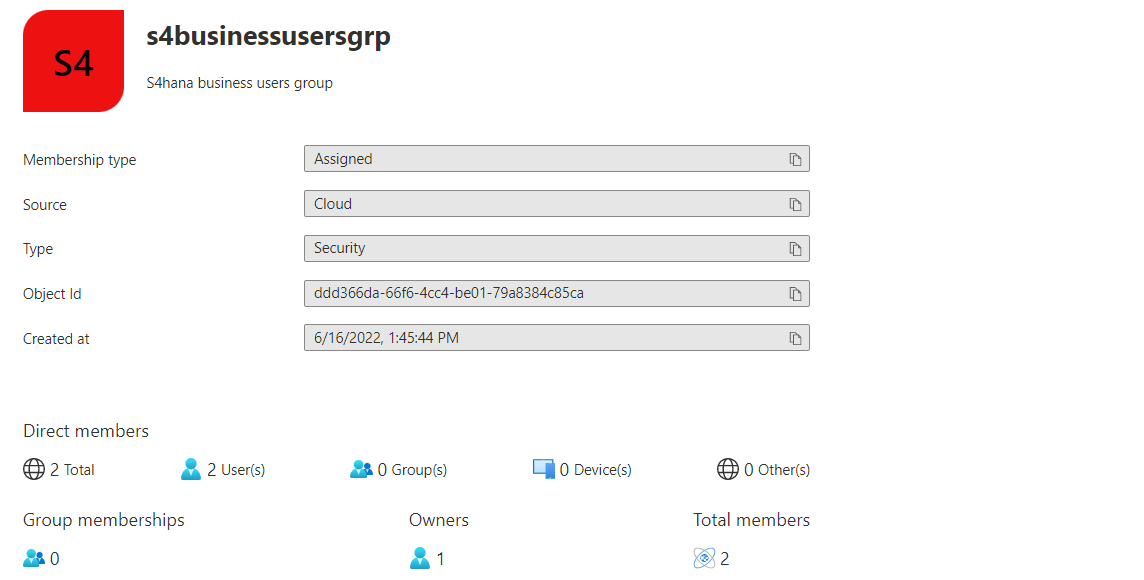 S4
s4businessusersgrp
S4hana business users group
Membership type
Assigned
Source
Cloud
Type
Security
Object Id
ddd366da-66f6-4cc4-be01-79a8384c85ca
Created at
6/16/2022, 1:45:44 PM
Direct members
2 Total
2 User(s)
0 Group(s)
0 Device(s)
0 Other(s)
Group memberships
Owners
Total members
0
1
2